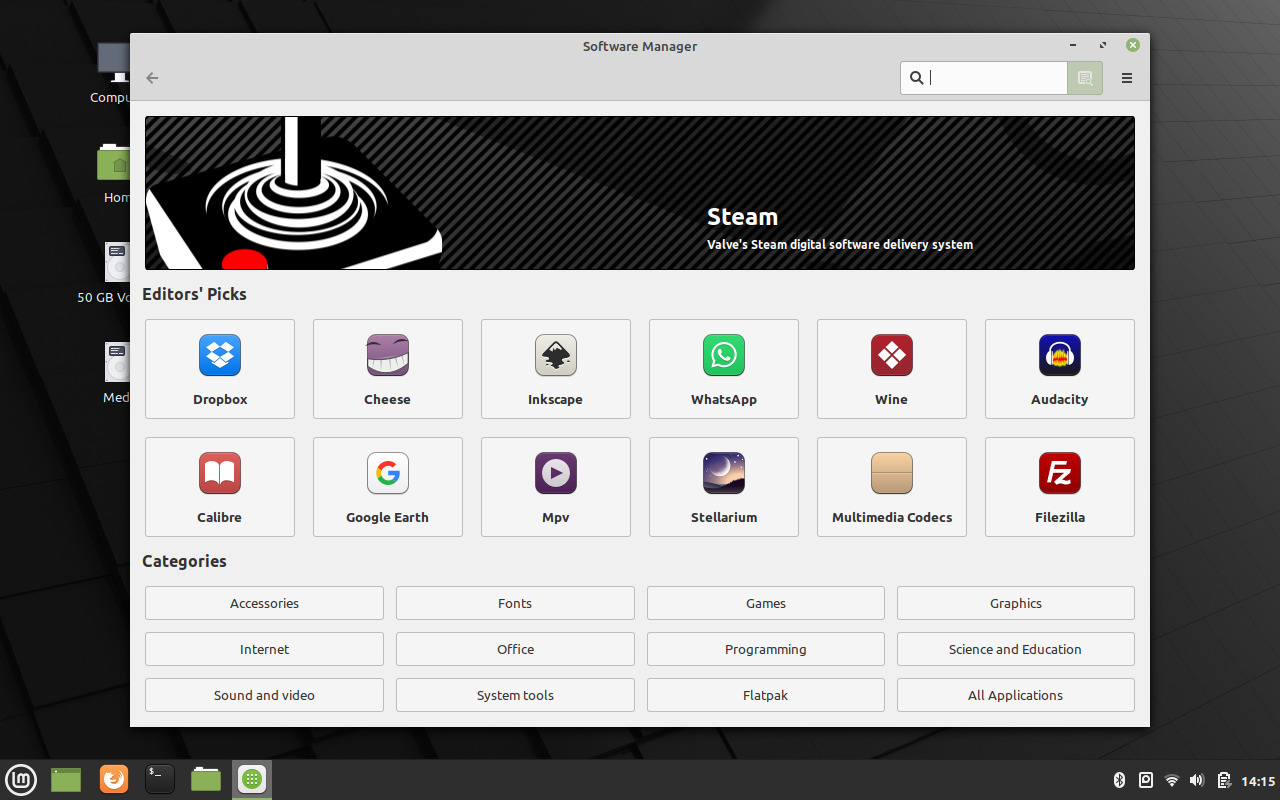 Software Manager
Compu
Hom
50 GB Vo
Med
Steam
Valve's Steam digital software delivery system
Editors' Picks
Dropbox
Cheese
Inkscape
WhatsApp
Wine
Audacity
Calibre
Google Earth
Mpv
Stellarium
Multimedia Codecs
Fz
Filezilla
Categories
Accessories
Fonts
Games
Graphics
Internet
Office
Programming
Science and Education
Sound and video
System tools
Flatpak
All Applications
$_
14:15